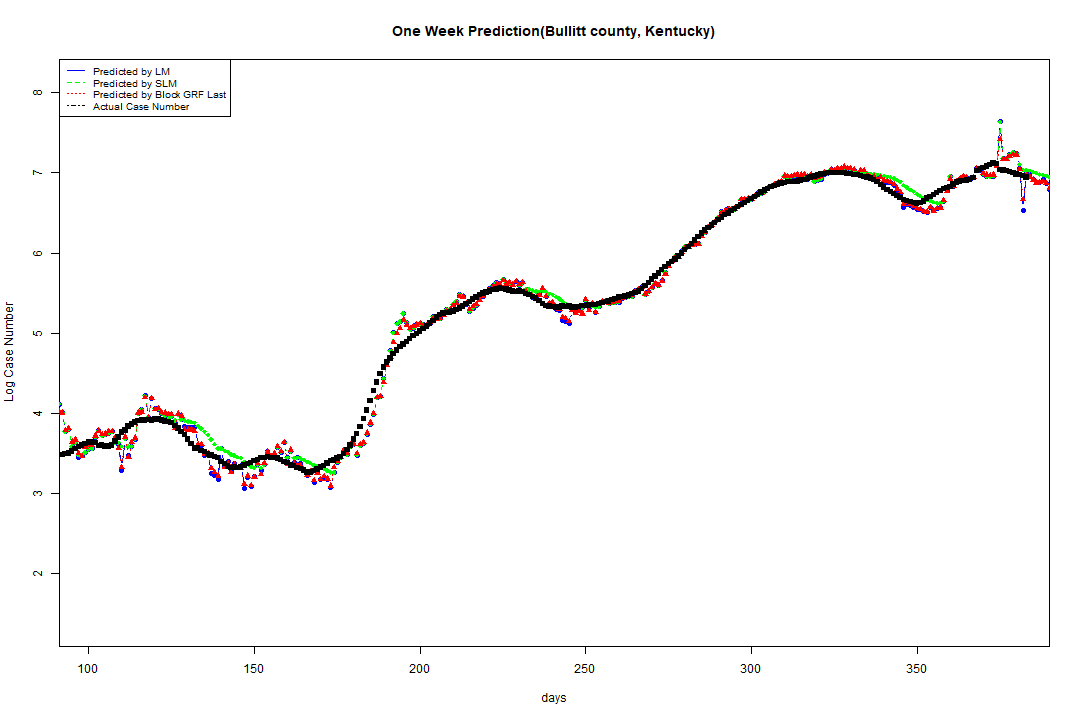 One Week Prediction(Bullitt county, Kentucky)
Predicted by LM
Predicted by SLM
Predicted by Block GRF Last
Actual Case Number
8
7
6
5
4
3
2
Log Case Number
100 150 200 250 300 350
days